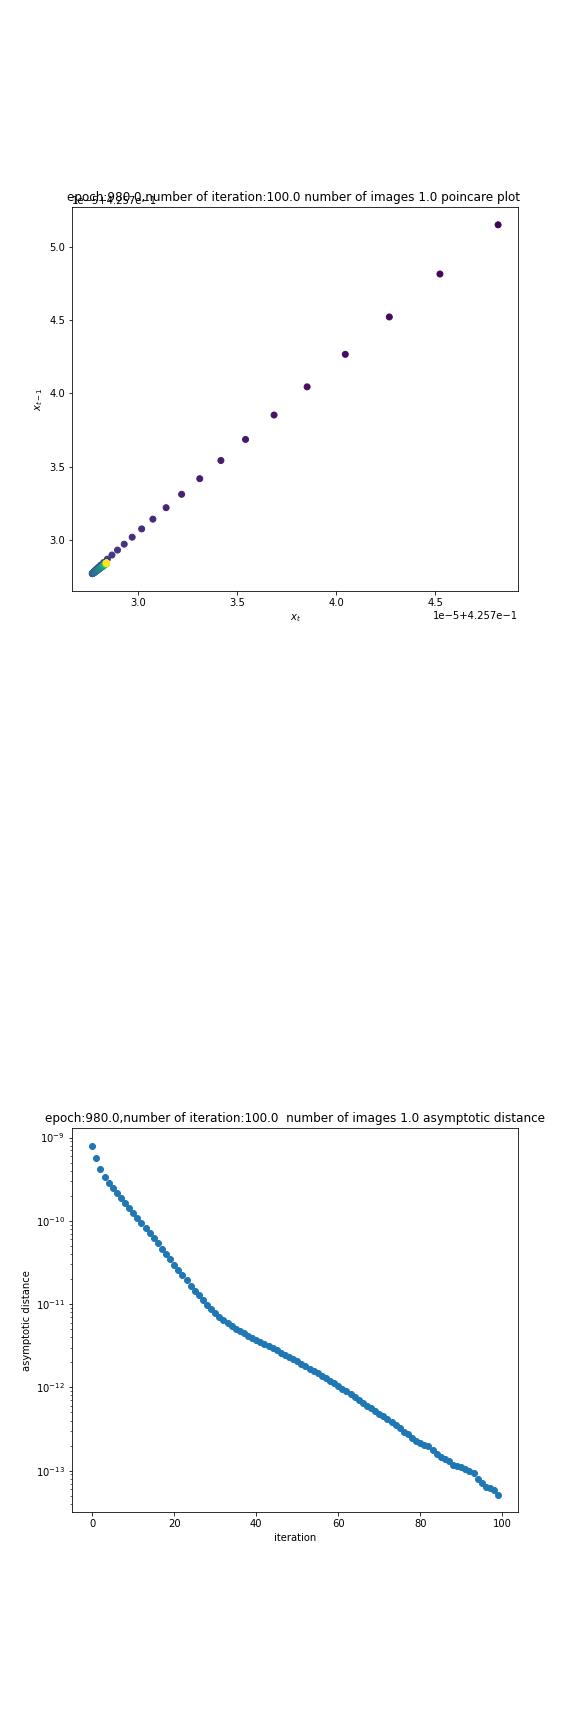 epoch:980.0,number of iteration:100.0 number of images 1.0 poincare plot
1e−5+4.257e−1
5.0
4.5
4.0
3.5
3.0
x_{t−1}
3.0 3.5 4.0 4.5
x_t
1e−5+4.257e−1
epoch:980.0,number of iteration:100.0  number of images 1.0 asymptotic distance
10^{−9}
10^{−10}
10^{−11}
10^{−12}
10^{−13}
asymptotic distance
0 20 40 60 80 100
iteration